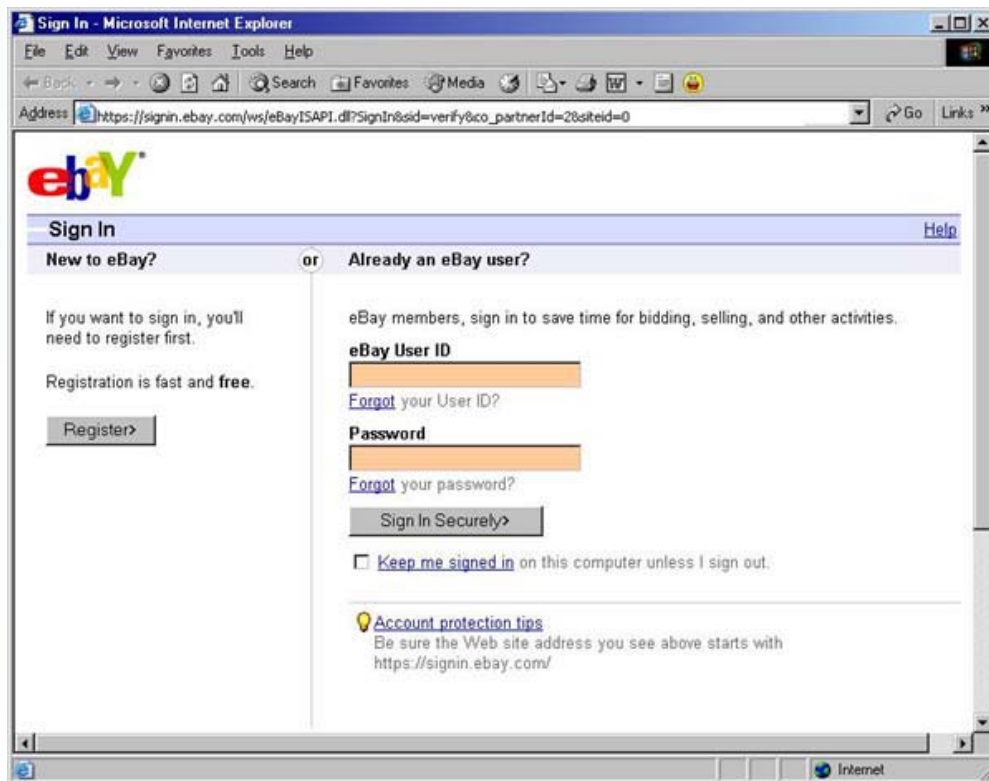 Sign In - Microsoft Internet Explorer
File Edit View Favorites Tools Help
Back Search Favorites Media
Address https://signin.ebay.com/ws/eBayISAPI.dll?SignIn&sid=verify&co_partnerId=2&siteid=0 Go Links »
ebaY
Sign In Help
New to eBay? or Already an eBay user?
If you want to sign in, you'll
need to register first.
Registration is fast and free.
Register>
eBay members, sign in to save time for bidding, selling, and other activities.
eBay User ID
Forgot your User ID?
Password
Forgot your password?
Sign In Securely>
Keep me signed in on this computer unless I sign out.
Account protection tips
Be sure the Web site address you see above starts with
https://signin.ebay.com/
Internet